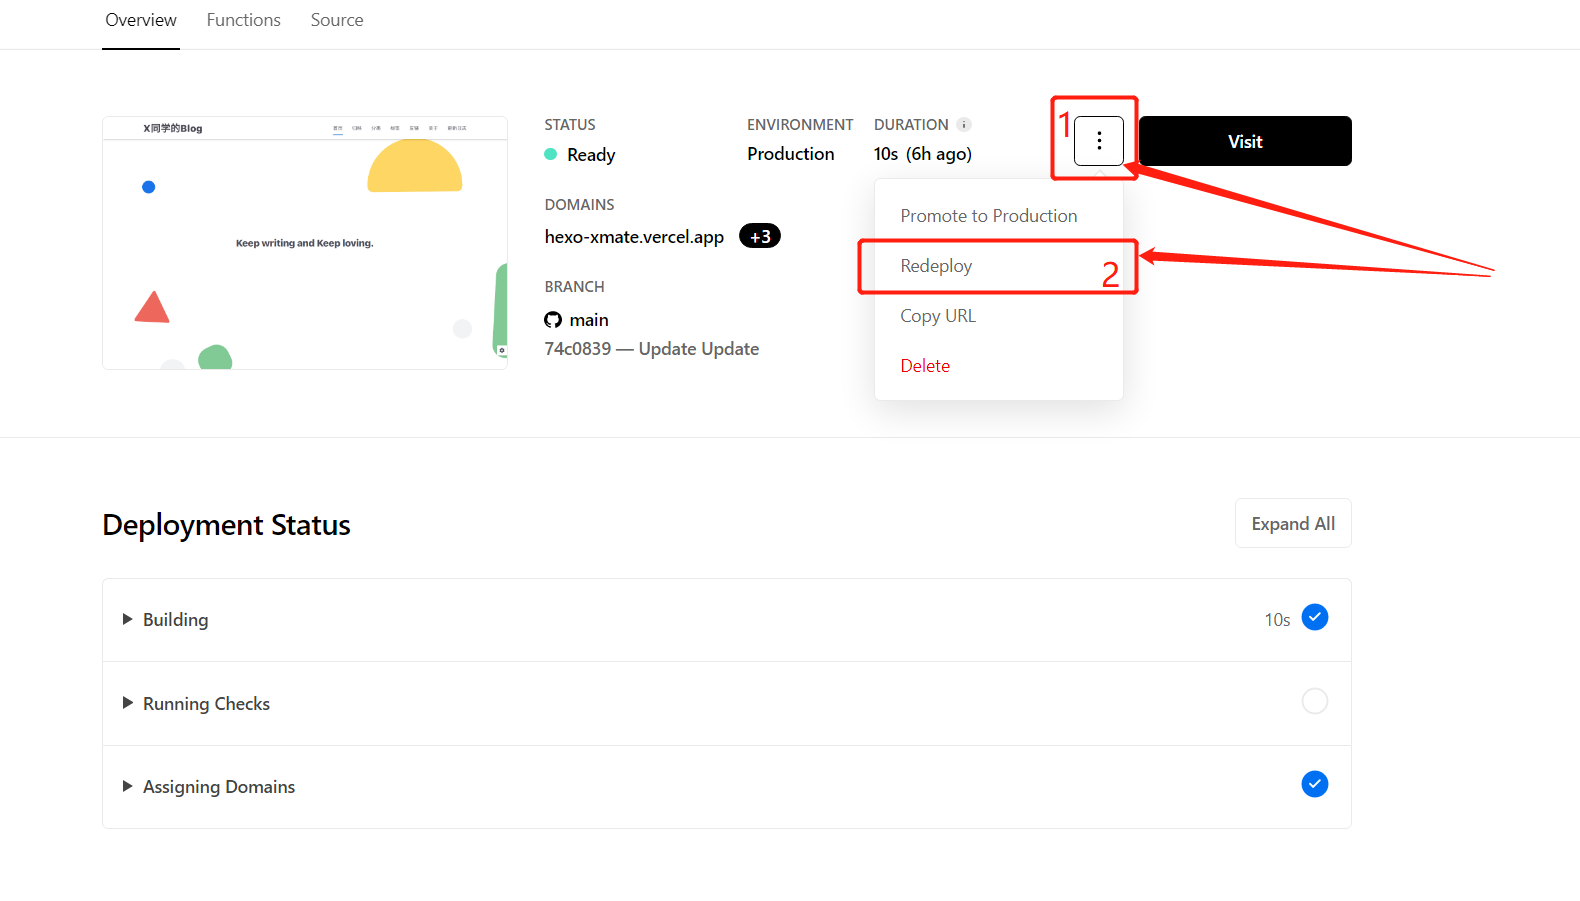 Overview Functions Source
X同学的Blog
Keep writing and Keep loving.
STATUS
Ready
ENVIRONMENT
Production
DURATION
10s (6h ago)
1
Visit
DOMAINS
hexo-xmate.vercel.app +3
BRANCH
main
74c0839 — Update Update
Promote to Production
Redeploy 2
Copy URL
Delete
Deployment Status
Expand All
Building 10s
Running Checks
Assigning Domains